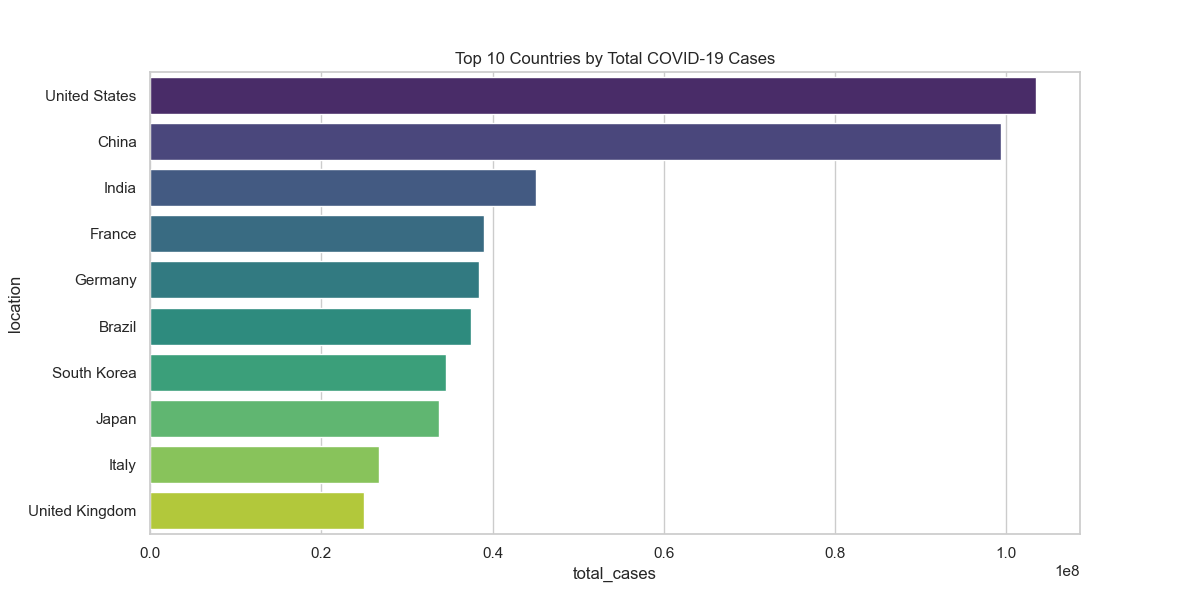 Top 10 Countries by Total COVID-19 Cases
location
United States
China
India
France
Germany
Brazil
South Korea
Japan
Italy
United Kingdom
0.0 0.2 0.4 0.6 0.8 1.0
1e8
total_cases